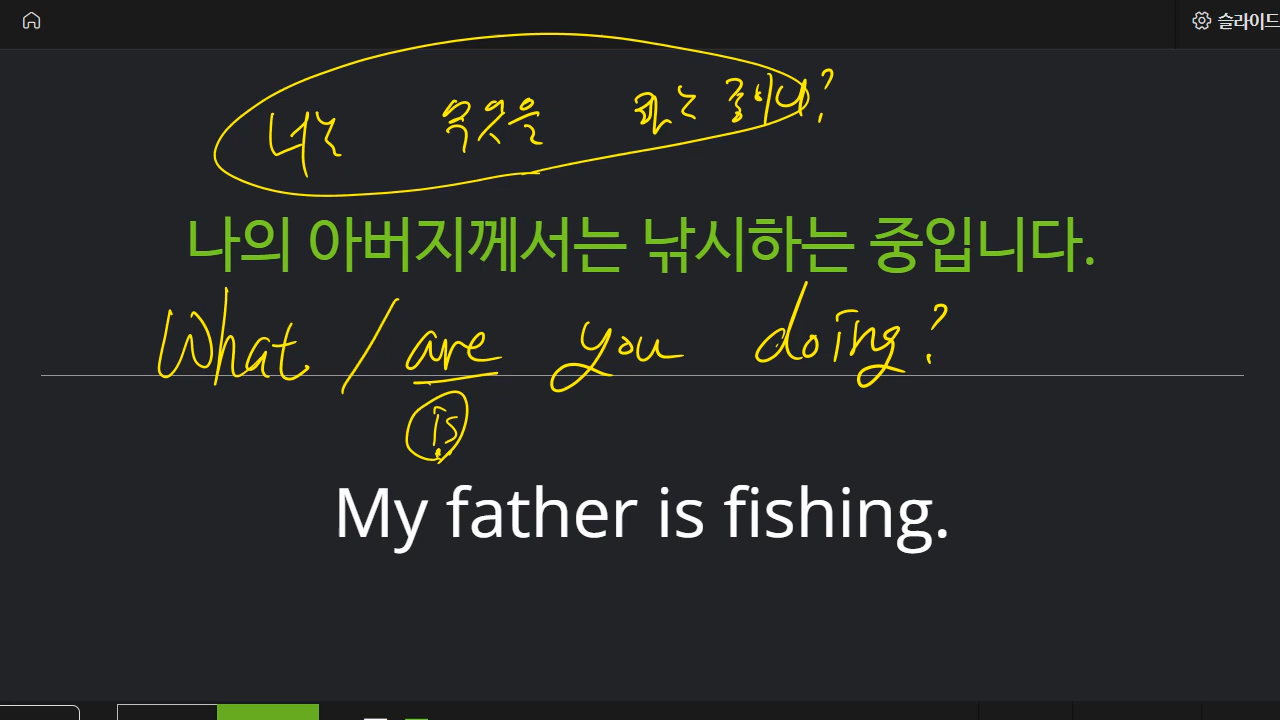 슬라이드
너는 무엇을 하는 중이니?
나의 아버지께서는 낚시하는 중입니다.
What / are you doing?
is
My father is fishing.